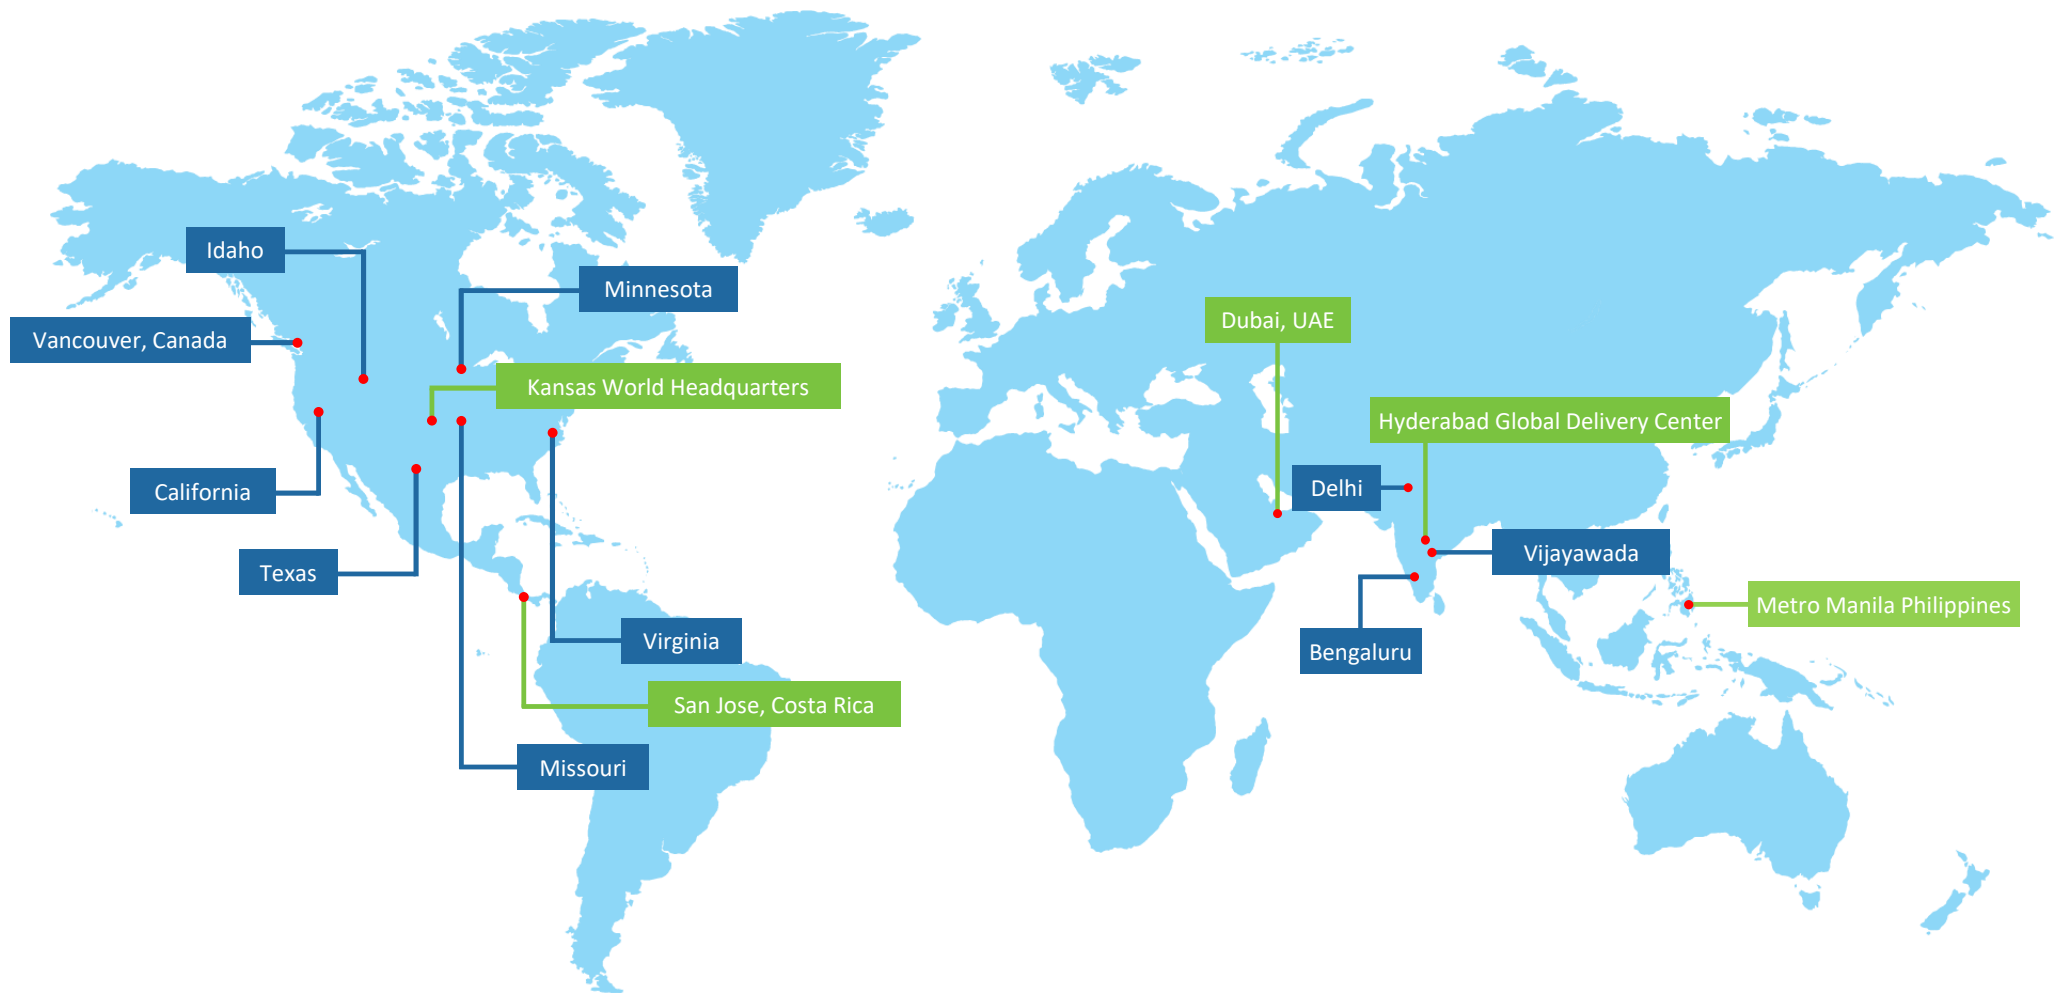 Idaho
Minnesota
Vancouver, Canada
Dubai, UAE
Kansas World Headquarters
Hyderabad Global Delivery Center
California
Delhi
Texas
Vijayawada
Metro Manila Philippines
Virginia
Bengaluru
San Jose, Costa Rica
Missouri